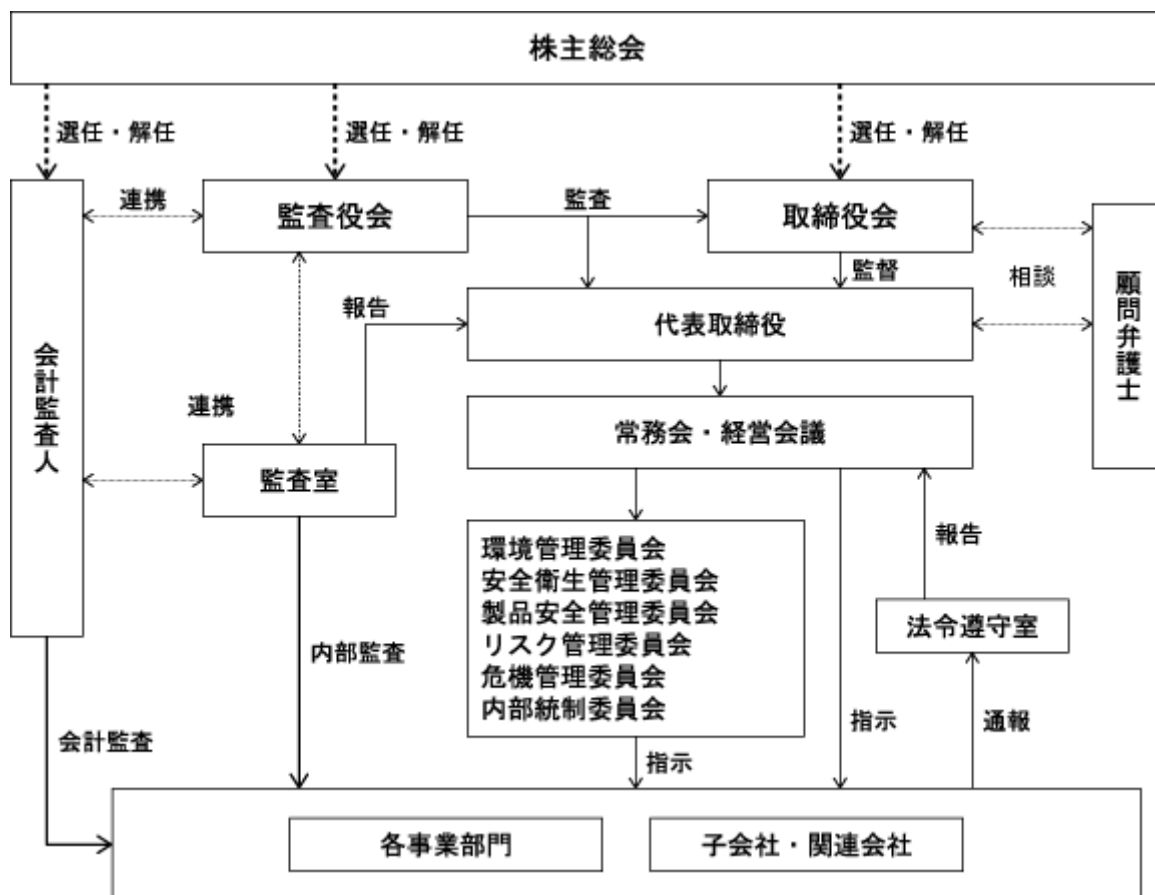 株主総会
選任・解任
選任・解任
選任・解任
連携
監査役会
監査
取締役会
監督
相談
顧問弁護士
報告
代表取締役
会計監査人
連携
常務会・経営会議
監査室
報告
環境管理委員会
安全衛生管理委員会
製品安全管理委員会
リスク管理委員会
危機管理委員会
内部統制委員会
法令遵守室
内部監査
会計監査
指示
指示
通報
各事業部門
子会社・関連会社